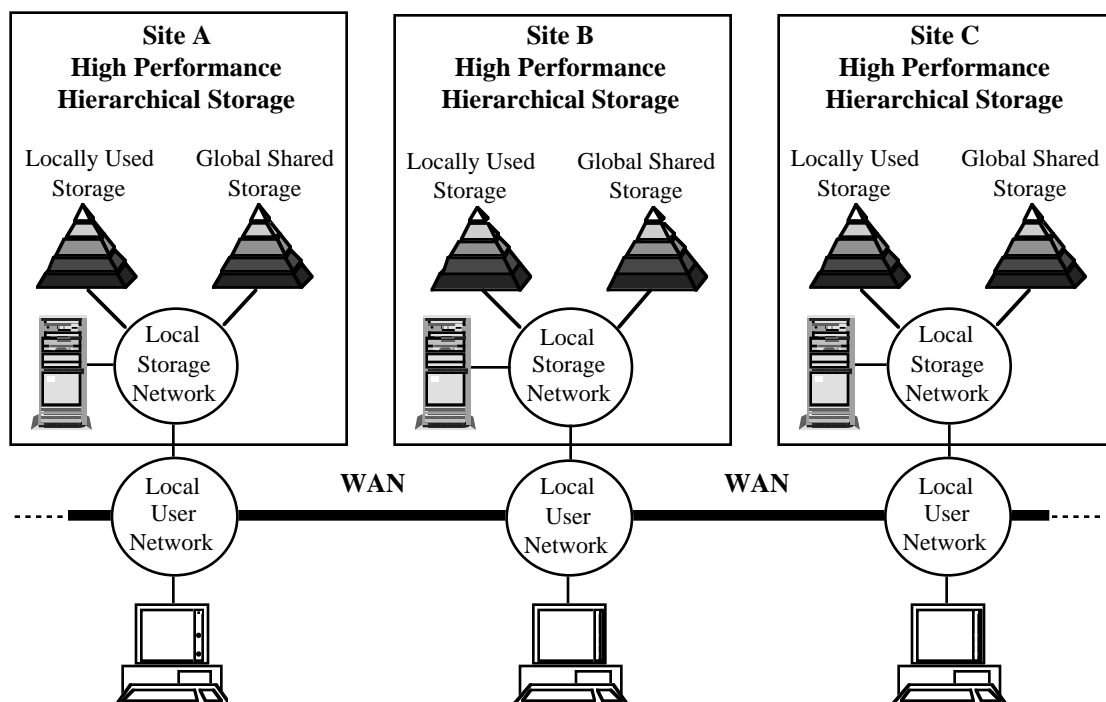 Site A
High Performance
Hierarchical Storage
Locally Used
Storage
Global Shared
Storage
Local
Storage
Network
Local
User
Network
Site B
High Performance
Hierarchical Storage
Locally Used
Storage
Global Shared
Storage
Local
Storage
Network
Local
User
Network
Site C
High Performance
Hierarchical Storage
Locally Used
Storage
Global Shared
Storage
Local
Storage
Network
Local
User
Network
WAN
WAN